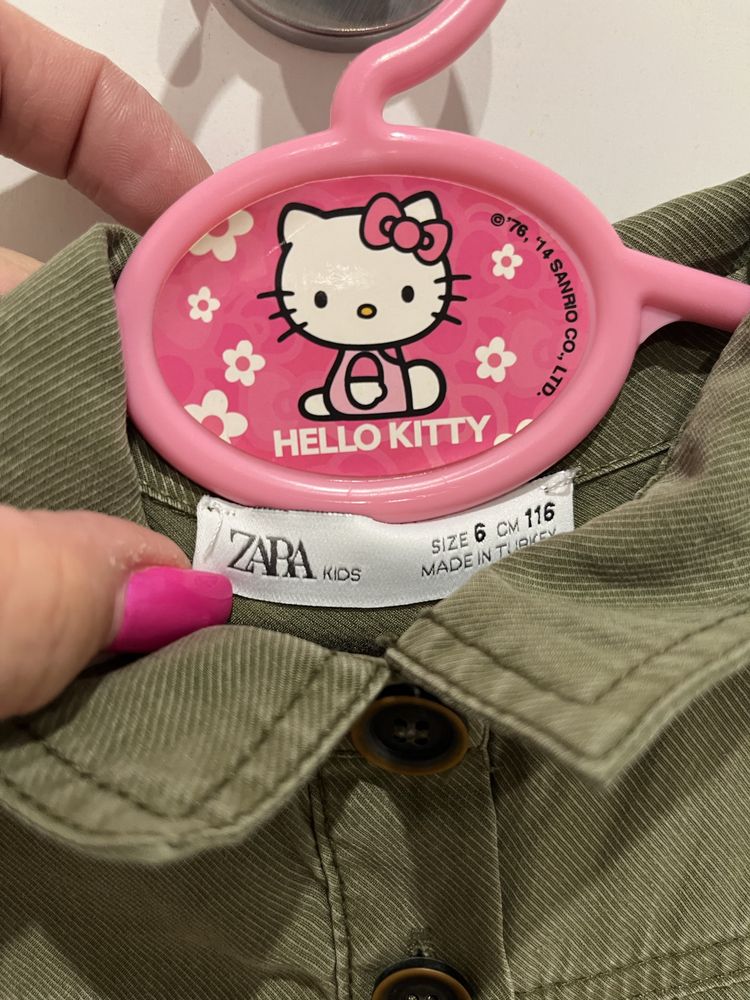 © '76, '14 SANRIO CO., LTD.
HELLO KITTY
ZARA KIDS
SIZE 6 CM 116
MADE IN TURKEY